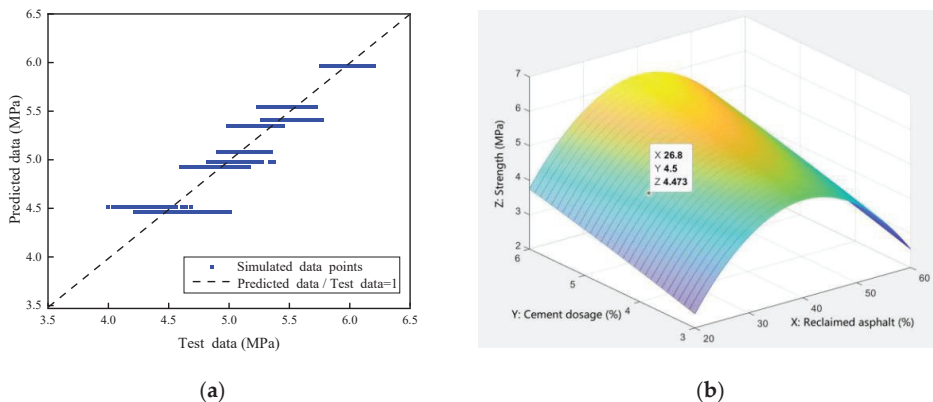 6.5
6.0
5.5
5.0
4.5
4.0
3.5
3.5 4.0 4.5 5.0 5.5 6.0 6.5
Predicted data (MPa)
Test data (MPa)
Simulated data points
Predicted data / Test data=1
(a)
7
6
5
4
3
2
Z: Strength (MPa)
X 26.8
Y 4.5
Z 4.473
6
5
4
3
Y: Cement dosage (%)
20
30
40
50
60
X: Reclaimed asphalt (%)
(b)